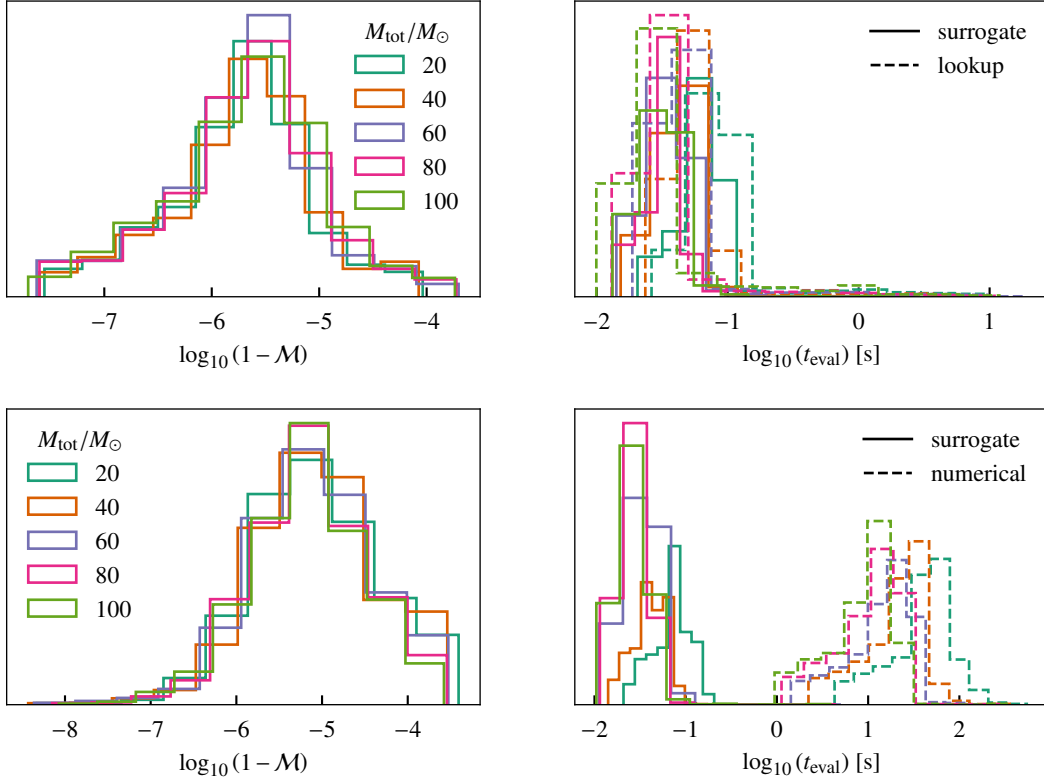 M_tot/M_⊙
20
40
60
80
100
−7 −6 −5 −4
log₁₀(1 − ℳ)
surrogate
lookup
−2 −1 0 1
log₁₀(t_eval) [s]
M_tot/M_⊙
20
40
60
80
100
−8 −7 −6 −5 −4
log₁₀(1 − ℳ)
surrogate
numerical
−2 −1 0 1 2
log₁₀(t_eval) [s]